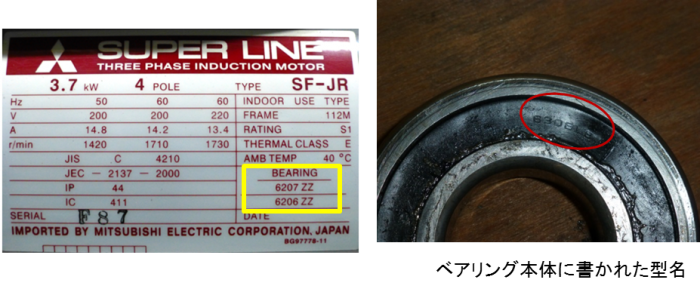 SUPER LINE
THREE PHASE INDUCTION MOTOR
3.7 kW 4 POLE TYPE SF-JR
Hz 50 60 60 INDOOR USE TYPE
V 200 200 220 FRAME 112M
A 14.8 14.2 13.4 RATING S1
r/min 1420 1710 1730 THERMAL CLASS E
JIS C 4210 AMB TEMP 40 °C
JEC-2137-2000 BEARING
IP 44 6207 ZZ
IC 411 6206 ZZ
SERIAL F87 DATE
IMPORTED BY MITSUBISHI ELECTRIC CORPORATION, JAPAN
BG97778-11
ベアリング本体に書かれた型名